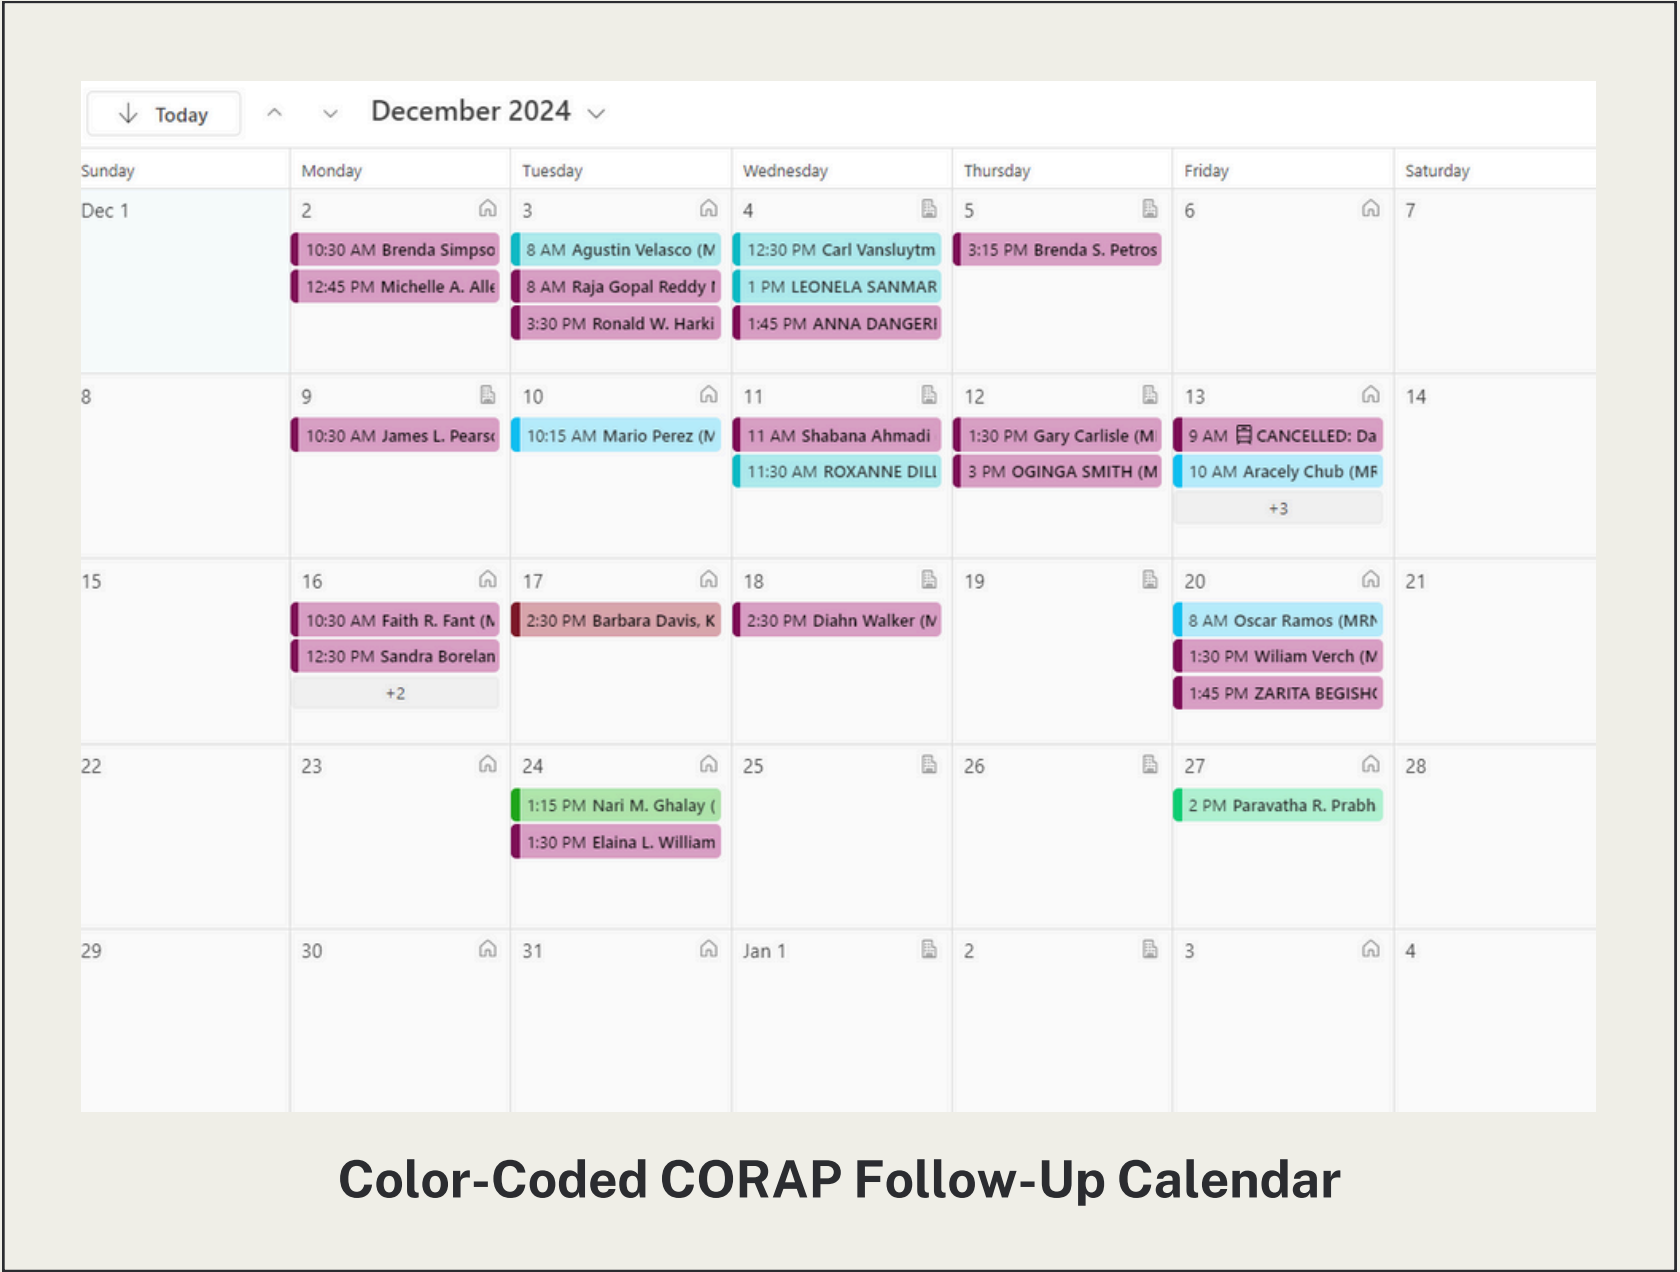 Today December 2024
Sunday Monday Tuesday Wednesday Thursday Friday Saturday
Dec 1 2 3 4 5 6 7
10:30 AM Brenda Simpso
12:45 PM Michelle A. Alle
8 AM Agustin Velasco (M
8 AM Raja Gopal Reddy
3:30 PM Ronald W. Harki
12:30 PM Carl Vansluytm
1 PM LEONELA SANMAR
1:45 PM ANNA DANGERI
3:15 PM Brenda S. Petros
8 9 10 11 12 13 14
10:30 AM James L. Pearso
10:15 AM Mario Perez (M
11 AM Shabana Ahmadi
11:30 AM ROXANNE DILL
1:30 PM Gary Carlisle (M
3 PM OGINGA SMITH (M
9 AM CANCELLED: Da
10 AM Aracely Chub (MR
+3
15 16 17 18 19 20 21
10:30 AM Faith R. Fant (M
12:30 PM Sandra Borelan
+2
2:30 PM Barbara Davis, K
2:30 PM Diahn Walker (M
8 AM Oscar Ramos (MRN
1:30 PM Wiliam Verch (M
1:45 PM ZARITA BEGISHO
22 23 24 25 26 27 28
1:15 PM Nari M. Ghalay (
1:30 PM Elaina L. William
2 PM Paravatha R. Prabh
29 30 31 Jan 1 2 3 4
Color-Coded CORAP Follow-Up Calendar